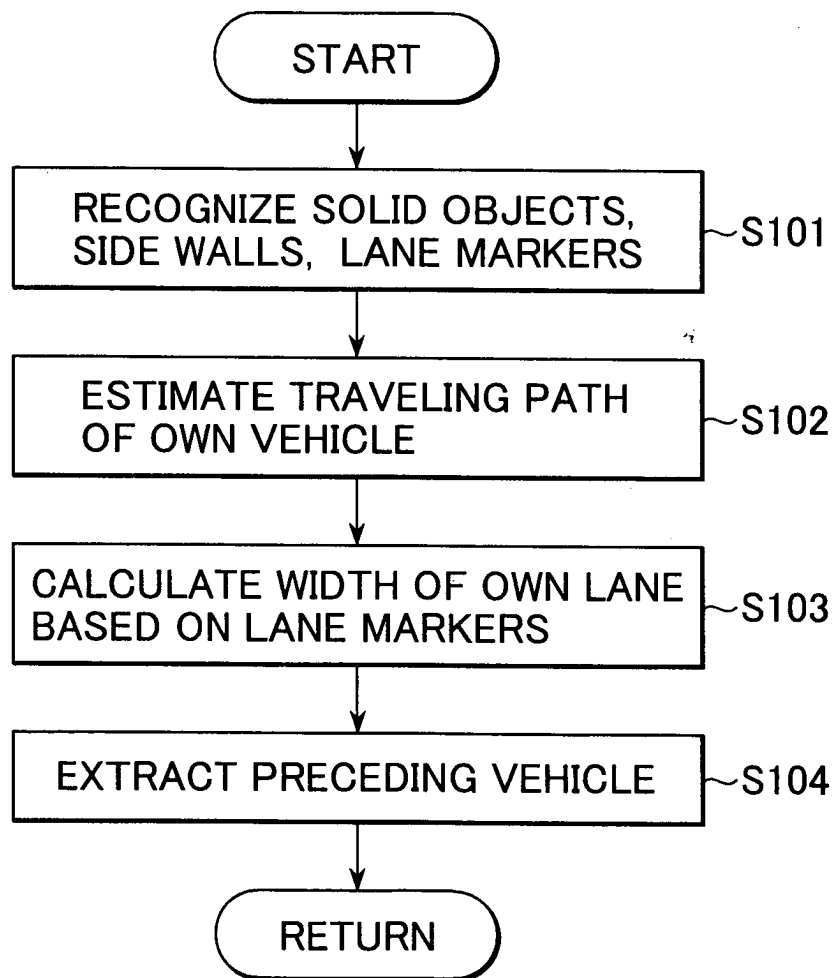 START
RECOGNIZE SOLID OBJECTS,
SIDE WALLS, LANE MARKERS
~S101
ESTIMATE TRAVELING PATH
OF OWN VEHICLE
~S102
CALCULATE WIDTH OF OWN LANE
BASED ON LANE MARKERS
~S103
EXTRACT PRECEDING VEHICLE
~S104
RETURN